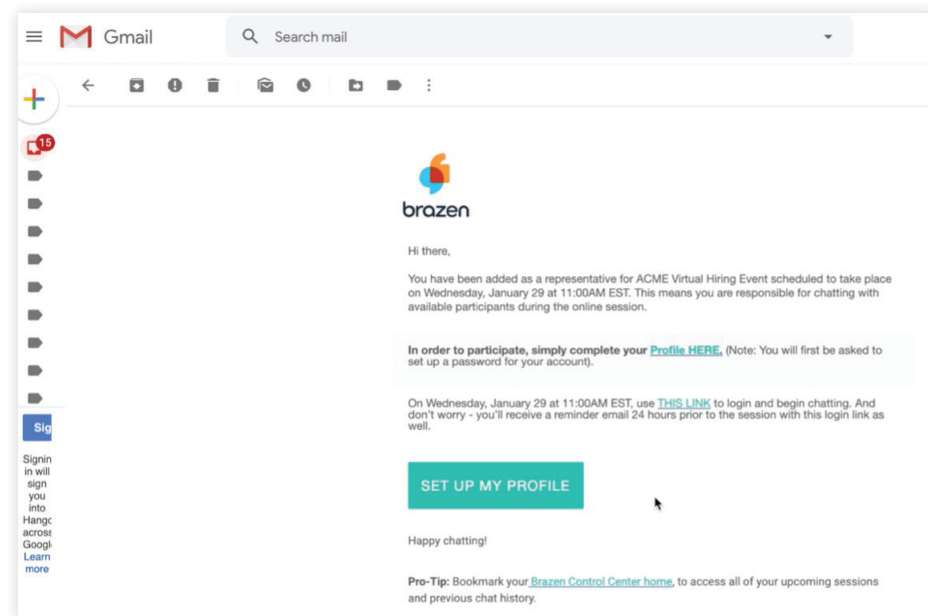 Gmail
Search mail
15
brazen
Hi there,
You have been added as a representative for ACME Virtual Hiring Event scheduled to take place
on Wednesday, January 29 at 11:00AM EST. This means you are responsible for chatting with
available participants during the online session.
In order to participate, simply complete your Profile HERE. (Note: You will first be asked to
set up a password for your account).
On Wednesday, January 29 at 11:00AM EST, use THIS LINK to login and begin chatting. And
don't worry - you'll receive a reminder email 24 hours prior to the session with this login link as
well.
SET UP MY PROFILE
Happy chatting!
Pro-Tip: Bookmark your Brazen Control Center home, to access all of your upcoming sessions
and previous chat history.
Sig
Signin
in will
sign
you
into
Hangc
across
Googl
Learn
more